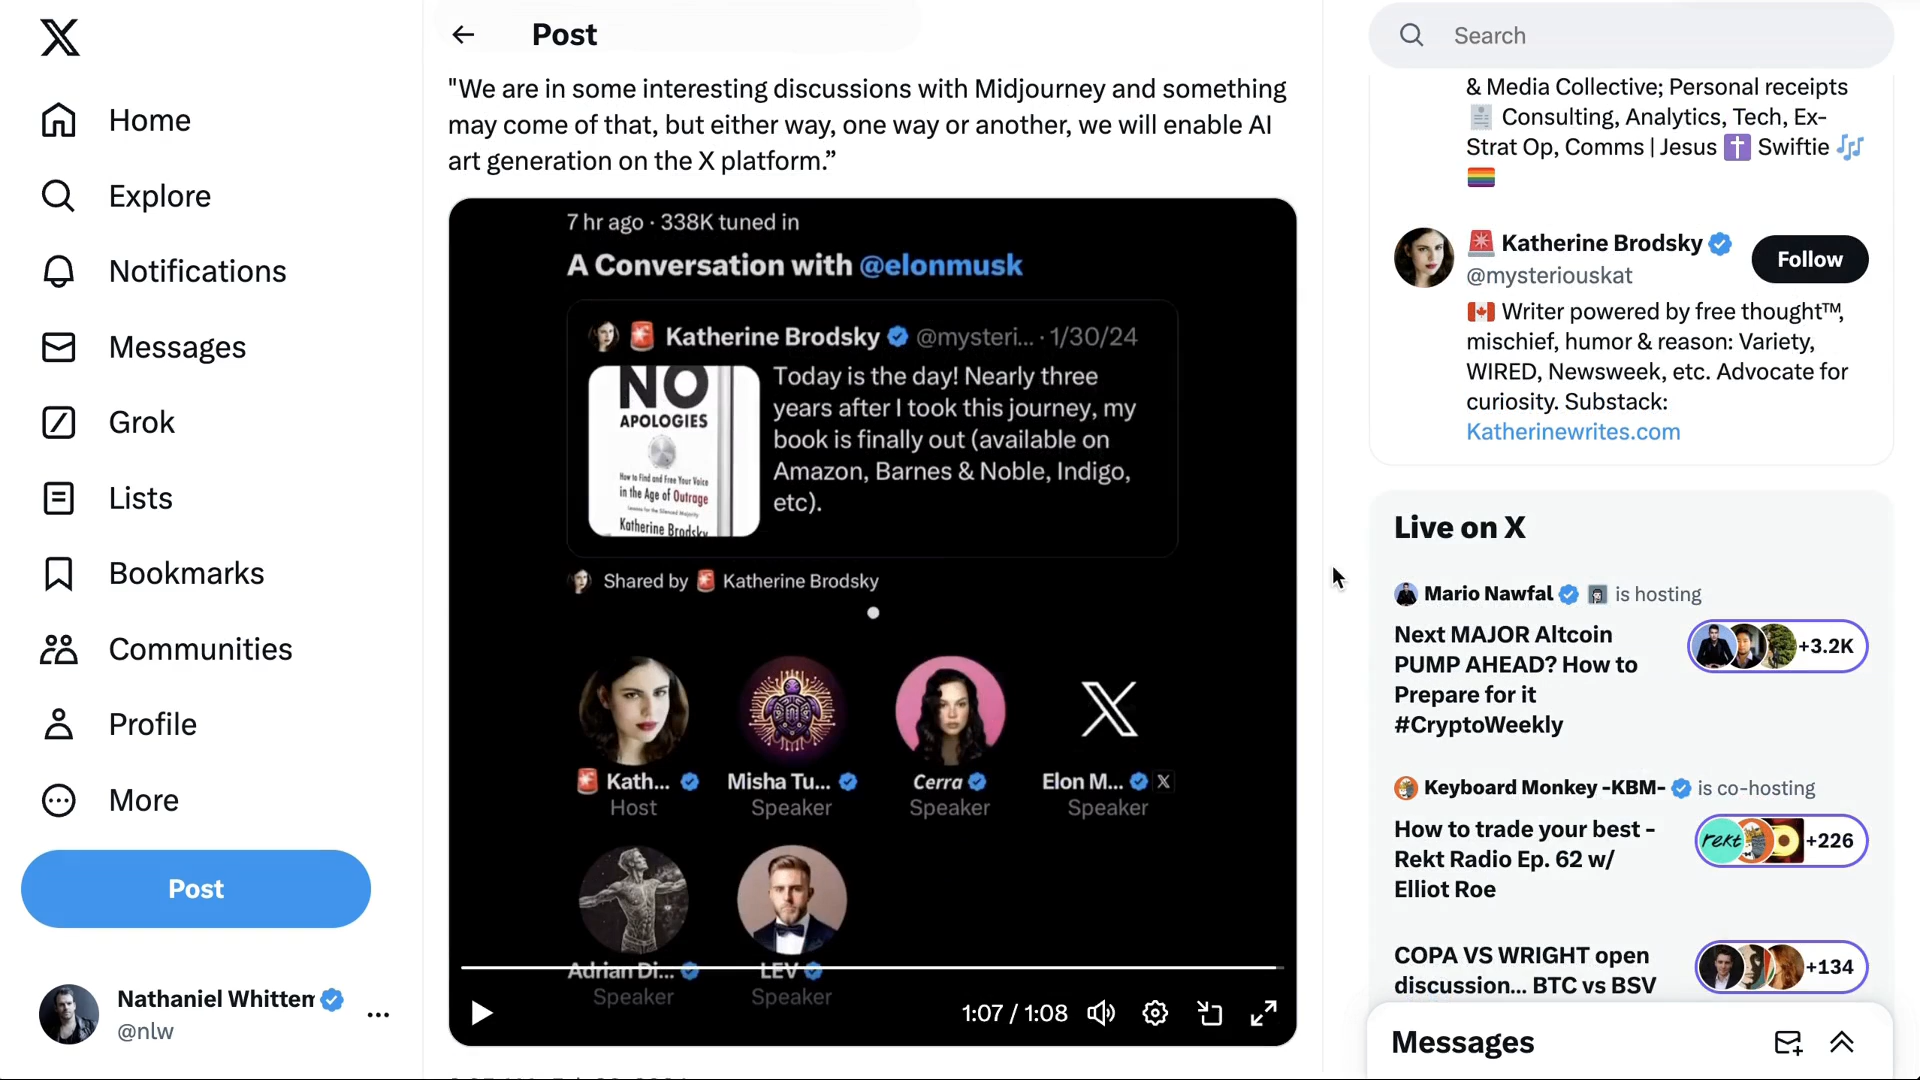 Home
Explore
Notifications
Messages
Grok
Lists
Bookmarks
Communities
Profile
More
Post
Nathaniel Whitten
@nlw
Post
"We are in some interesting discussions with Midjourney and something
may come of that, but either way, one way or another, we will enable AI
art generation on the X platform.”
7 hr ago · 338K tuned in
A Conversation with @elonmusk
Katherine Brodsky @mysteri... · 1/30/24
Today is the day! Nearly three
years after I took this journey, my
book is finally out (available on
Amazon, Barnes & Noble, Indigo,
etc).
NO
APOLOGIES
How to Find and Free Your Voice
in the Age of Outrage
Lessons for the Silenced Majority
Katherine Brodsky
Shared by Katherine Brodsky
Kath...
Host
Misha Tu...
Speaker
Cerra
Speaker
Elon M...
Speaker
Adrian Di...
Speaker
LEV
Speaker
1:07 / 1:08
Search
& Media Collective; Personal receipts
Consulting, Analytics, Tech, Ex-
Strat Op, Comms | Jesus Swiftie
Katherine Brodsky
@mysteriouskat
Follow
Writer powered by free thought™,
mischief, humor & reason: Variety,
WIRED, Newsweek, etc. Advocate for
curiosity. Substack:
Katherinewrites.com
Live on X
Mario Nawfal is hosting
Next MAJOR Altcoin
PUMP AHEAD? How to
Prepare for it
#CryptoWeekly
+3.2K
Keyboard Monkey -KBM- is co-hosting
How to trade your best -
Rekt Radio Ep. 62 w/
Elliot Roe
rekt
+226
COPA VS WRIGHT open
discussion... BTC vs BSV
+134
Messages